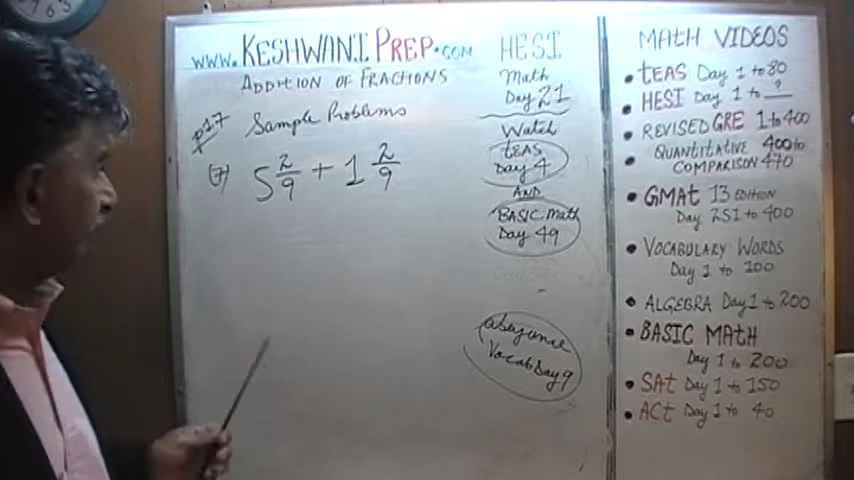 www.KESHWANIPREP.COM
ADDITION OF FRACTIONS
p17
Sample Problems
(7) 5 2/9 + 1 2/9
HESI
Math
Day 21
Watch
TEAS
Day 4
AND
BASIC Math
Day 49
abeyance
Vocab Day 9
MATH VIDEOS
• TEAS Day 1 to 80
• HESI Day 1 to ?
• REVISED GRE 1 to 400
• QUANTITATIVE 400 to
COMPARISON 470
• GMAT 13 EDITION
Day 251 to 400
• VOCABULARY WORDS
Day 1 to 100
• ALGEBRA Day 1 to 200
• BASIC MATH
Day 1 to 200
• SAT Day 1 to 150
• ACT Day 1 to 40